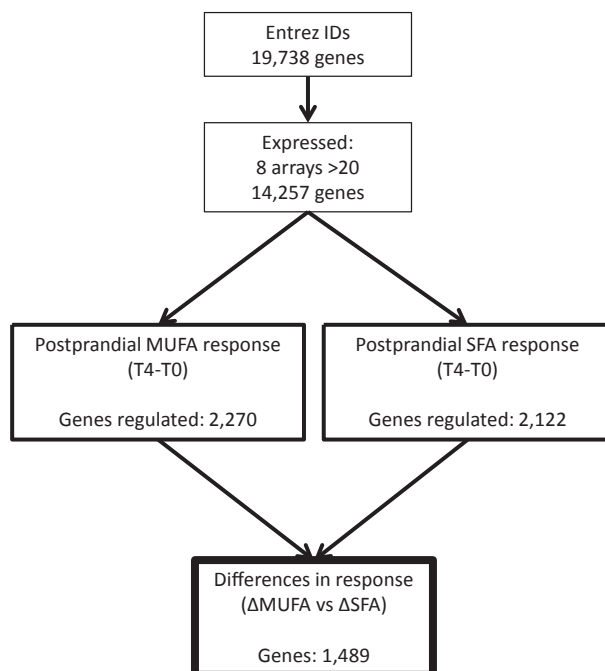 Entrez IDs
19,738 genes
Expressed:
8 arrays >20
14,257 genes
Postprandial MUFA response
(T4-T0)
Genes regulated: 2,270
Postprandial SFA response
(T4-T0)
Genes regulated: 2,122
Differences in response
(ΔMUFA vs ΔSFA)
Genes: 1,489